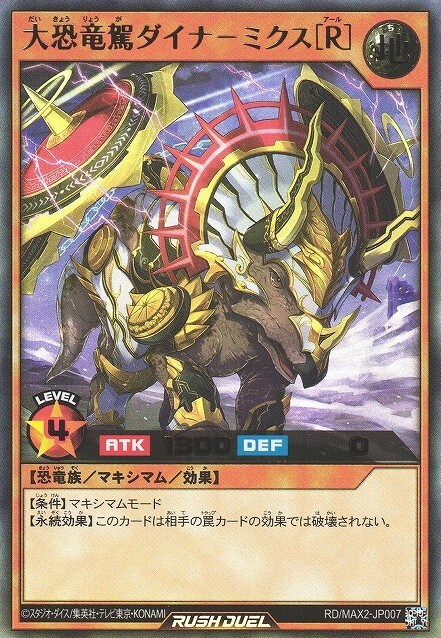 大恐竜駕ダイナーミクス[R]
地
LEVEL
4
ATK 1300 DEF 0
【恐竜族/マキシマム/効果】
【条件】マキシマムモード
【永続効果】このカードは相手の罠カードの効果では破壊されない。
©スタジオ・ダイス/集英社・テレビ東京・KONAMI
RUSH DUEL
RD/MAX2-JP007